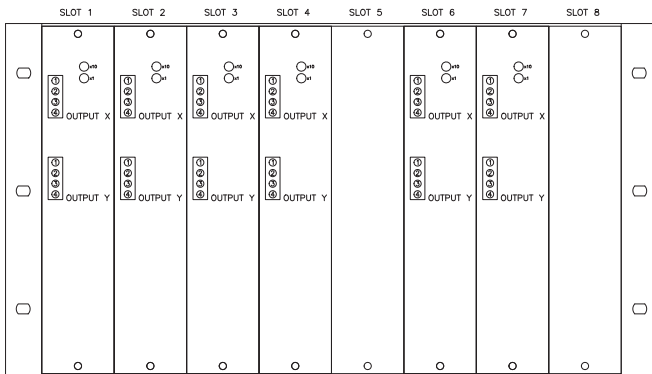 SLOT 1 SLOT 2 SLOT 3 SLOT 4 SLOT 5 SLOT 6 SLOT 7 SLOT 8
x10 x10 x10 x10 x10 x10
x1 x1 x1 x1 x1 x1
1 1 1 1 1 1
2 2 2 2 2 2
3 3 3 3 3 3
4 OUTPUT X 4 OUTPUT X 4 OUTPUT X 4 OUTPUT X 4 OUTPUT X 4 OUTPUT X
1 1 1 1 1 1
2 2 2 2 2 2
3 3 3 3 3 3
4 OUTPUT Y 4 OUTPUT Y 4 OUTPUT Y 4 OUTPUT Y 4 OUTPUT Y 4 OUTPUT Y